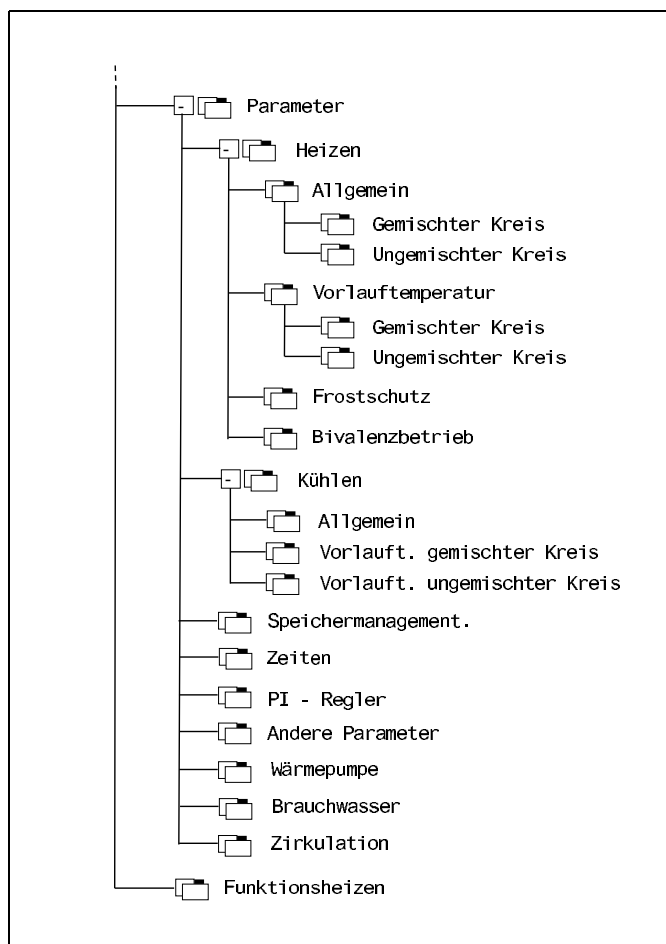 Parameter
Heizen
Allgemein
Gemischter Kreis
Ungemischter Kreis
Vorlauftemperatur
Gemischter Kreis
Ungemischter Kreis
Frostschutz
Bivalenzbetrieb
Kühlen
Allgemein
Vorlauft. gemischter Kreis
Vorlauft. ungemischter Kreis
Speichermanagement.
Zeiten
PI - Regler
Andere Parameter
Wärmepumpe
Brauchwasser
Zirkulation
Funktionsheizen